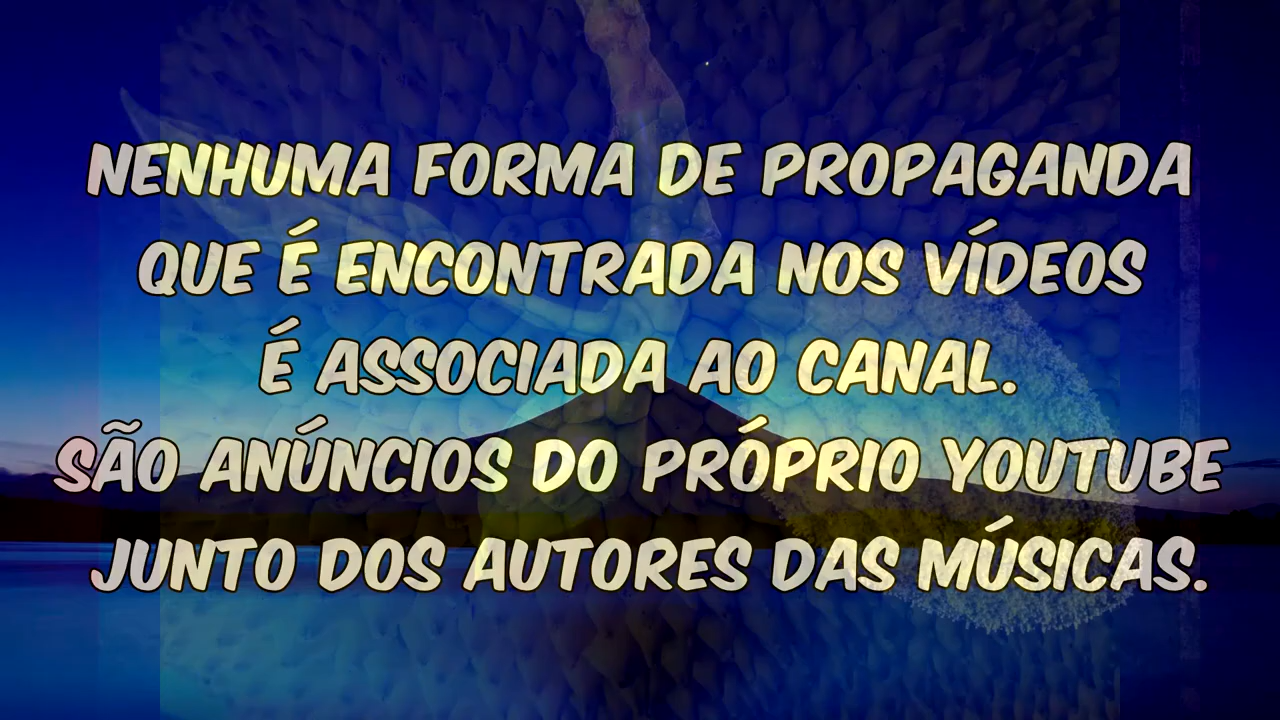 NENHUMA FORMA DE PROPAGANDA
QUE É ENCONTRADA NOS VÍDEOS
É ASSOCIADA AO CANAL.
SÃO ANÚNCIOS DO PRÓPRIO YOUTUBE
JUNTO DOS AUTORES DAS MÚSICAS.